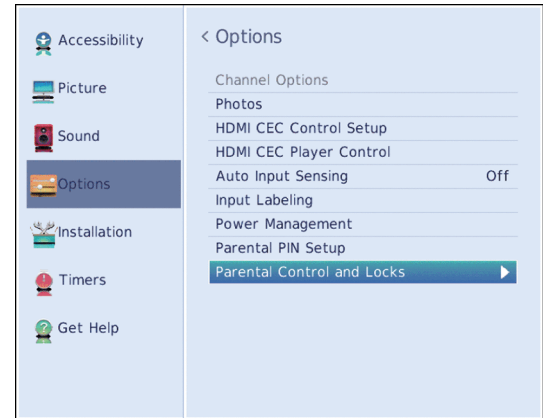 Accessibility
Picture
Sound
Options
Installation
Timers
Get Help
< Options
Channel Options
Photos
HDMI CEC Control Setup
HDMI CEC Player Control
Auto Input Sensing Off
Input Labeling
Power Management
Parental PIN Setup
Parental Control and Locks